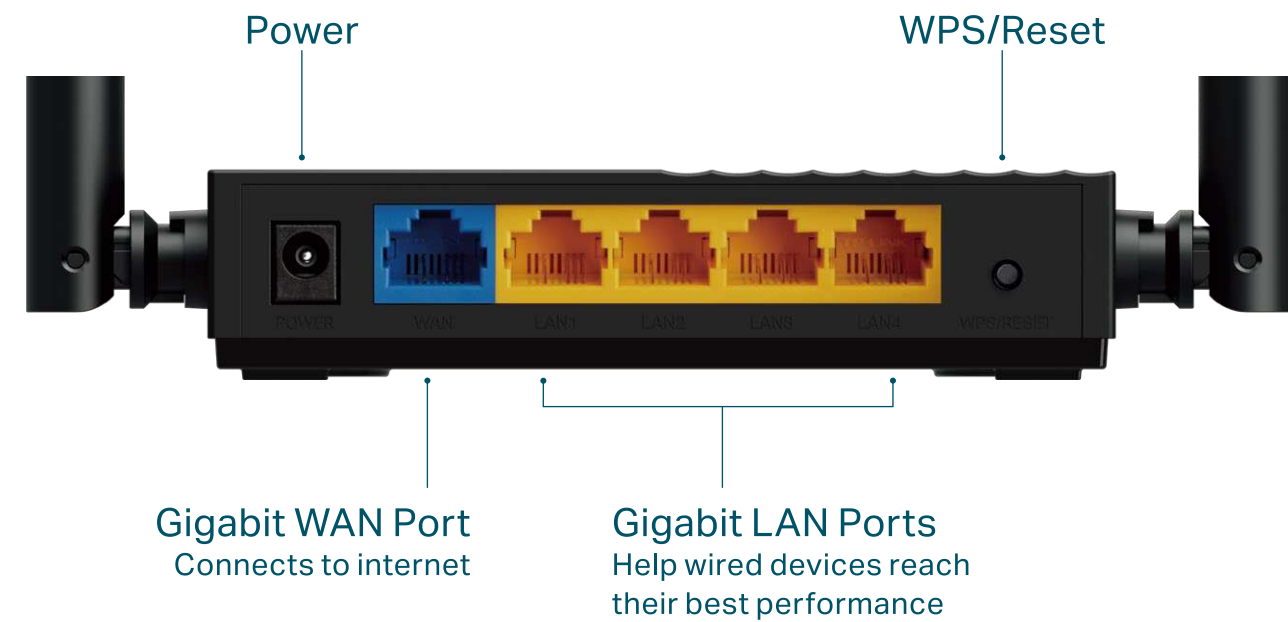 Power
WPS/Reset
POWER
WAN
LAN1
LAN2
LAN3
LAN4
WPS/RESET
Gigabit WAN Port
Connects to internet
Gigabit LAN Ports
Help wired devices reach
their best performance